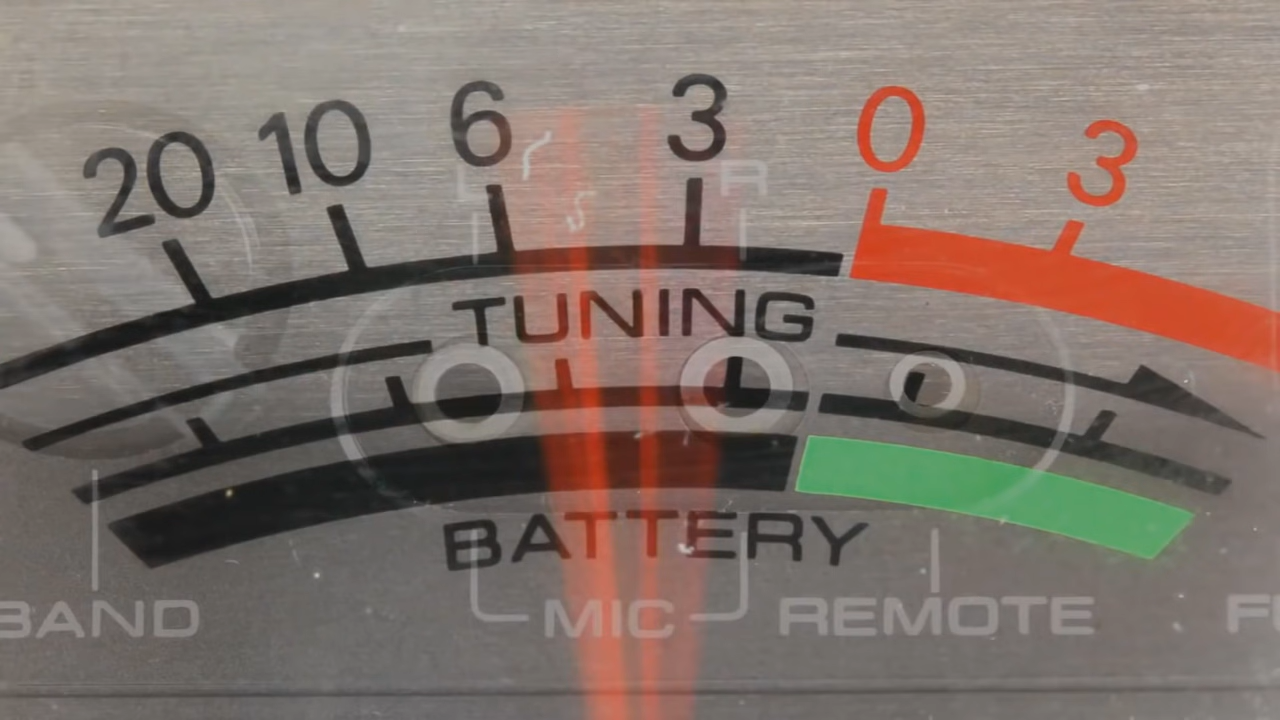 20 10 6 3 0 3
L R
TUNING
BATTERY
BAND MIC REMOTE